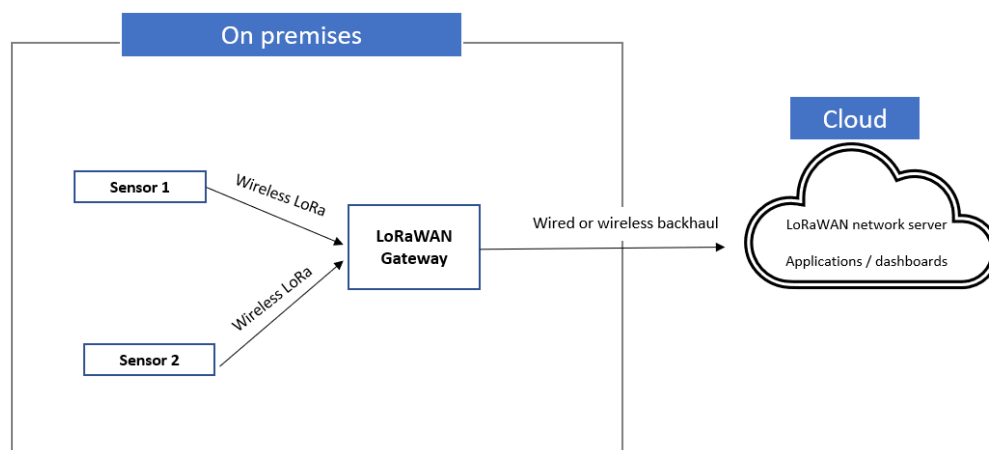 On premises
Cloud
Sensor 1
Wireless LoRa
LoRaWAN
Gateway
Wired or wireless backhaul
LoRaWAN network server
Applications / dashboards
Wireless LoRa
Sensor 2